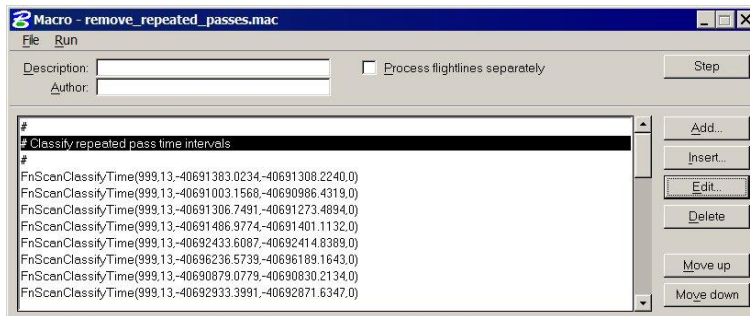 Macro - remove_repeated_passes.mac
File Run
Description: Process flightlines separately Step
Author:
#
# Classify repeated pass time intervals
#
FnScanClassifyTime(999,13,-40691383.0234,-40691308.2240,0)
FnScanClassifyTime(999,13,-40691003.1568,-40690986.4319,0)
FnScanClassifyTime(999,13,-40691306.7491,-40691273.4894,0)
FnScanClassifyTime(999,13,-40691486.9774,-40691401.1132,0)
FnScanClassifyTime(999,13,-40692433.6087,-40692414.8389,0)
FnScanClassifyTime(999,13,-40696236.5739,-40696189.1643,0)
FnScanClassifyTime(999,13,-40690879.0779,-40690830.2134,0)
FnScanClassifyTime(999,13,-40692933.3991,-40692871.6347,0)
Add...
Insert...
Edit...
Delete
Move up
Move down